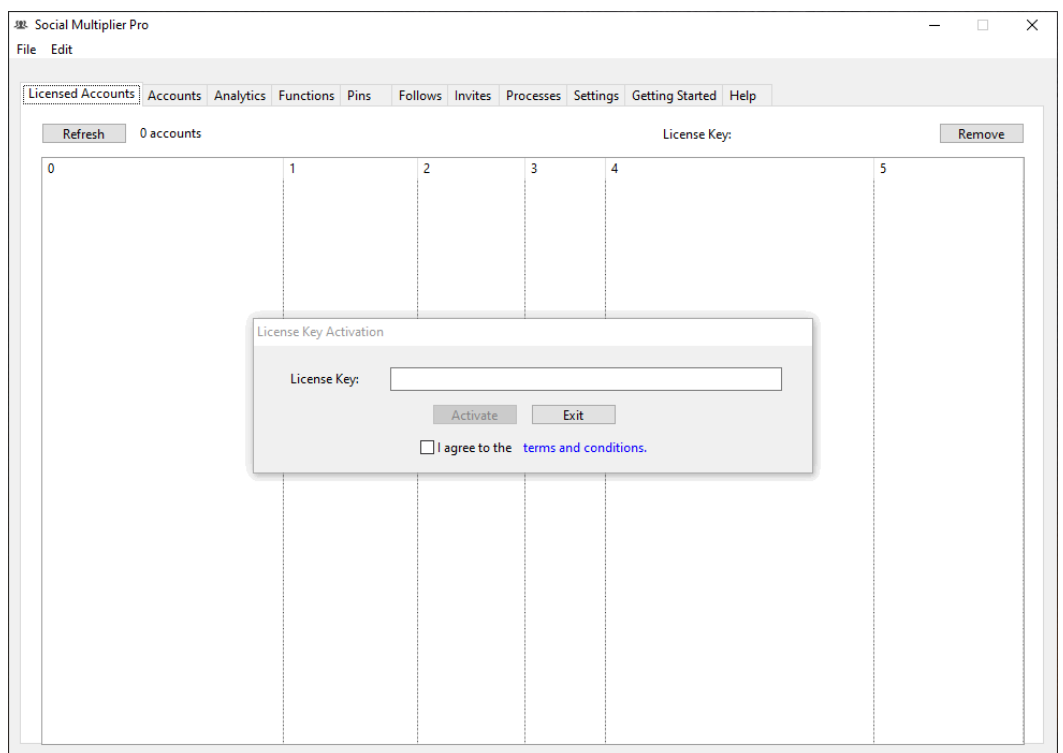 Social Multiplier Pro
File Edit
Licensed Accounts Accounts Analytics Functions Pins Follows Invites Processes Settings Getting Started Help
Refresh 0 accounts License Key: Remove
0 1 2 3 4 5
License Key Activation
License Key:
Activate Exit
I agree to the terms and conditions.